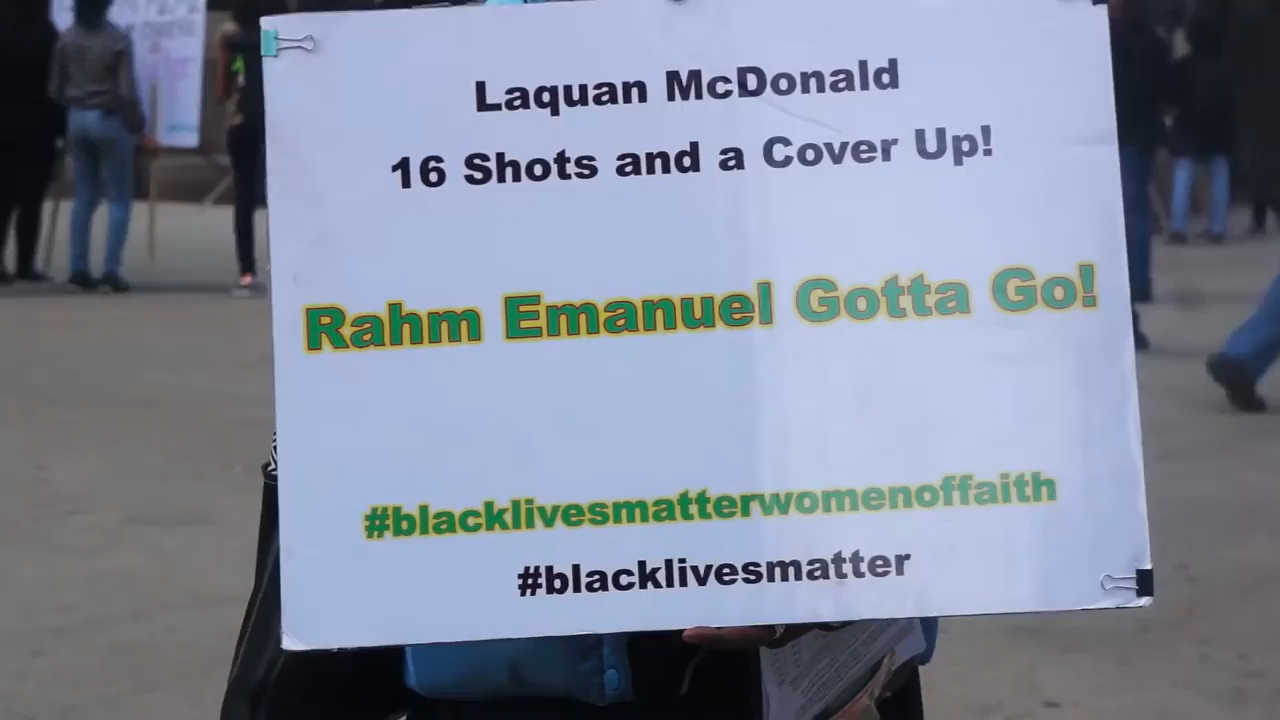 Laquan McDonald
16 Shots and a Cover Up!
Rahm Emanuel Gotta Go!
#blacklivesmatterwomenoffaith
#blacklivesmatter